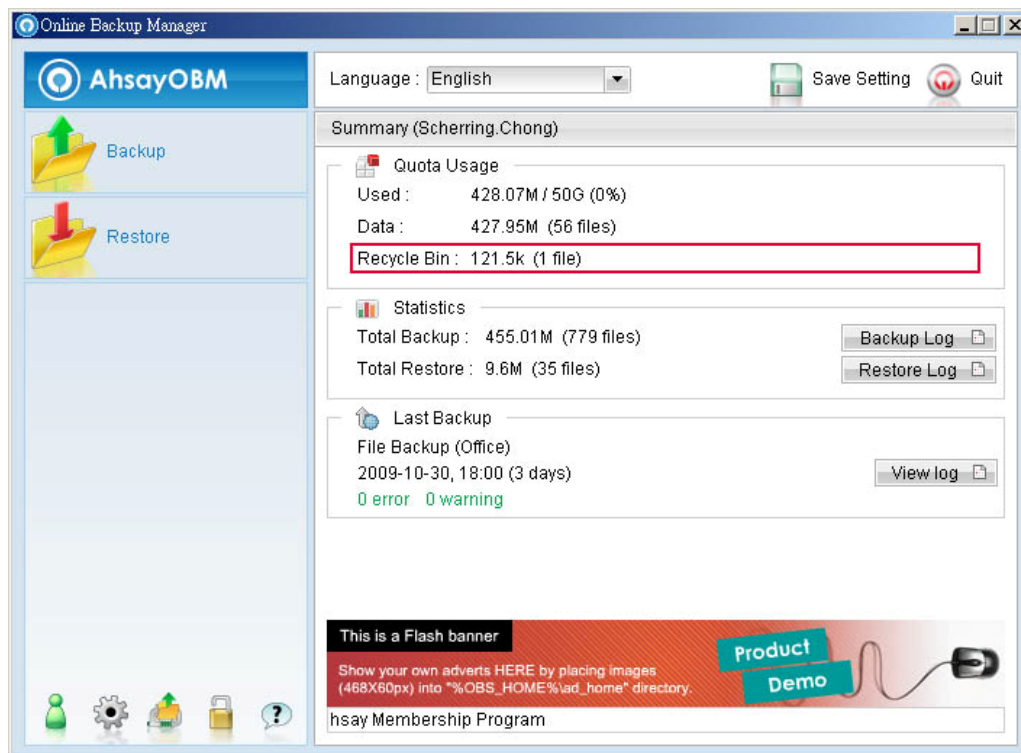 Online Backup Manager
AhsayOBM
Backup
Restore
Language : English
Save Setting
Quit
Summary (Scherring.Chong)
Quota Usage
Used : 428.07M / 50G (0%)
Data : 427.95M (56 files)
Recycle Bin : 121.5k (1 file)
Statistics
Total Backup : 455.01M (779 files)
Backup Log
Total Restore : 9.6M (35 files)
Restore Log
Last Backup
File Backup (Office)
2009-10-30, 18:00 (3 days)
View log
0 error 0 warning
This is a Flash banner
Show your own adverts HERE by placing images
(468X60px) into "%OBS_HOME%\ad_home" directory.
Product
Demo
hsay Membership Program
?